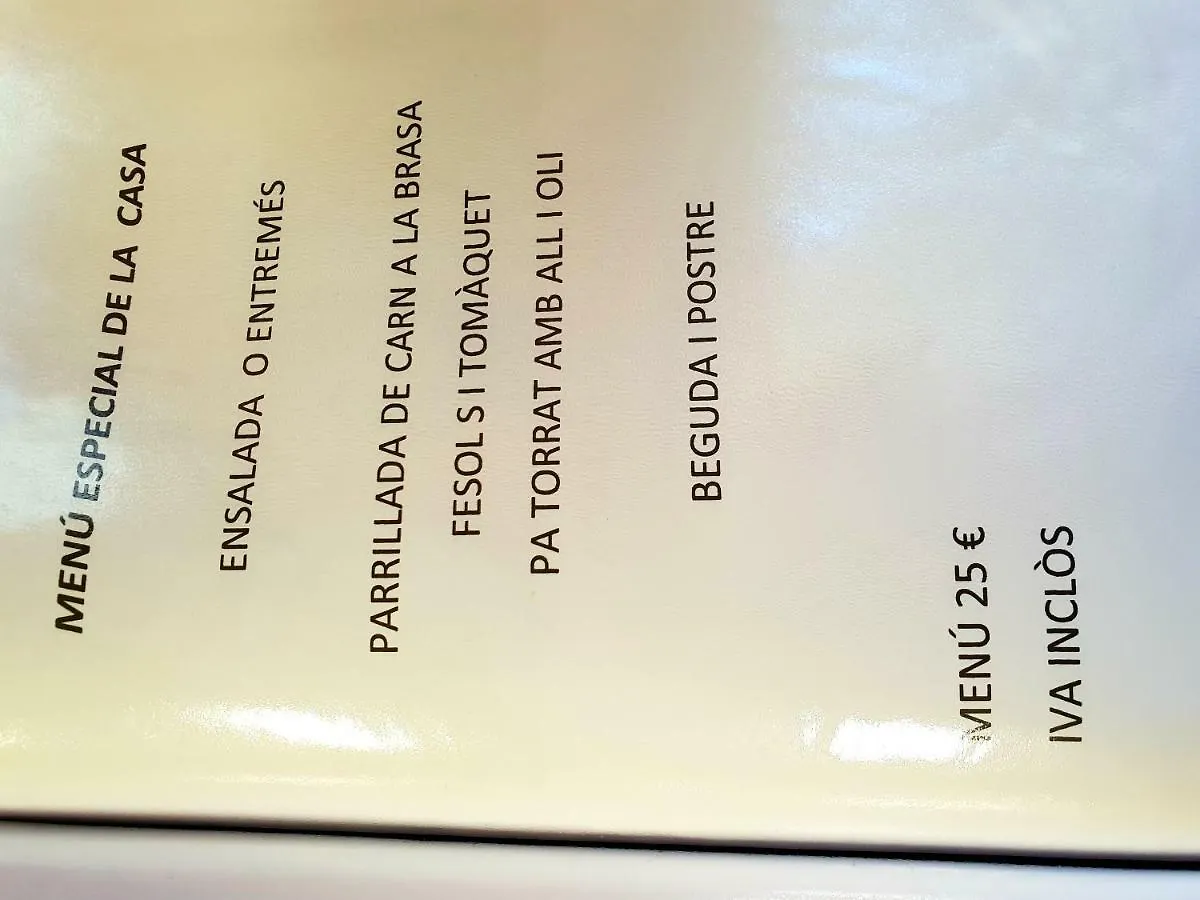 MENÚ ESPECIAL DE LA CASA
ENSALADA O ENTREMÉS
PARRILLADA DE CARN A LA BRASA
FESOL S I TOMÀQUET
PA TORRAT AMB ALL I OLI
BEGUDA I POSTRE
MENÚ 25 €
IVA INCLÒS